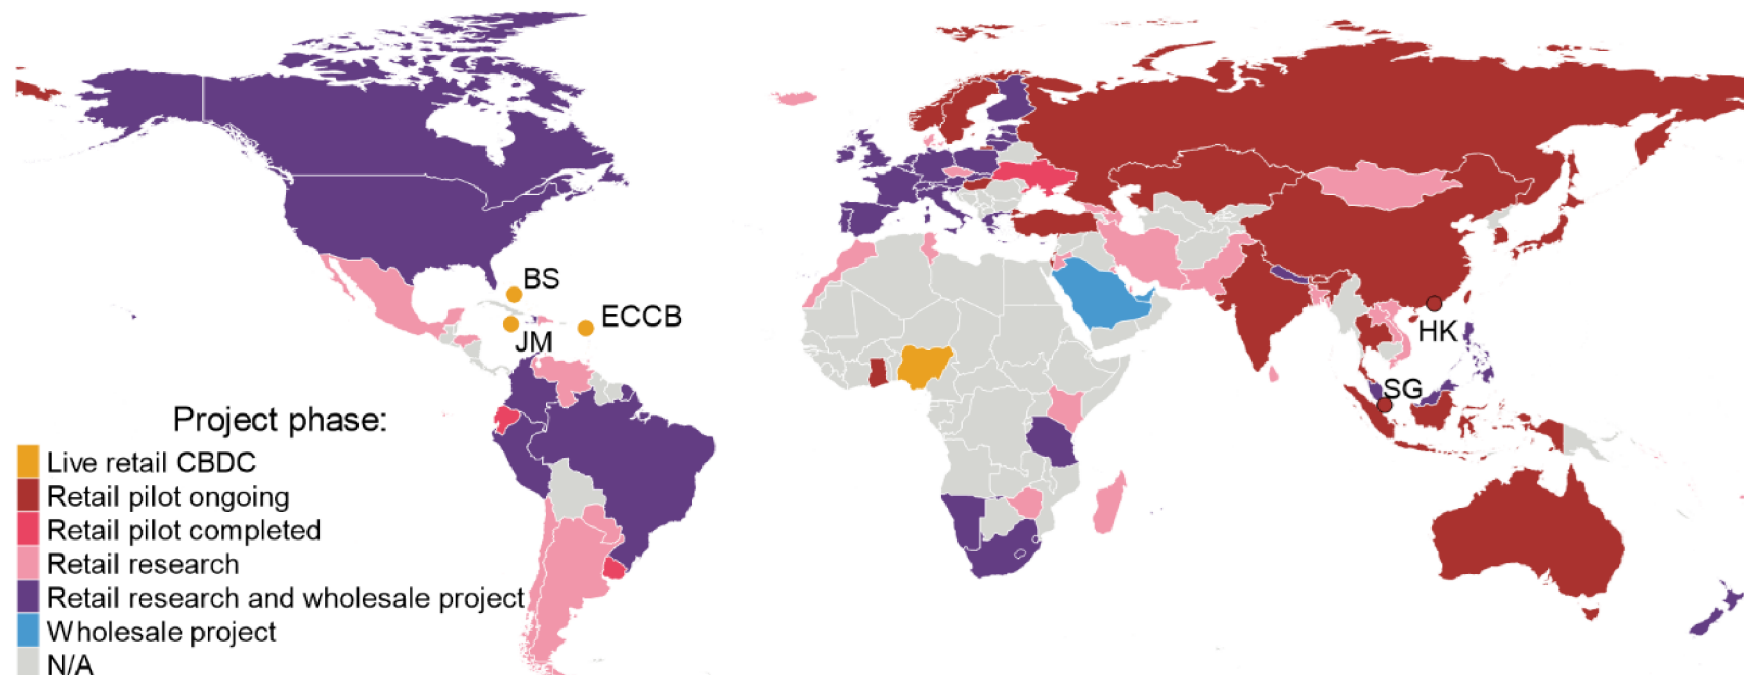 BS
ECCB
JM
HK
SG
Project phase:
Live retail CBDC
Retail pilot ongoing
Retail pilot completed
Retail research
Retail research and wholesale project
Wholesale project
N/A